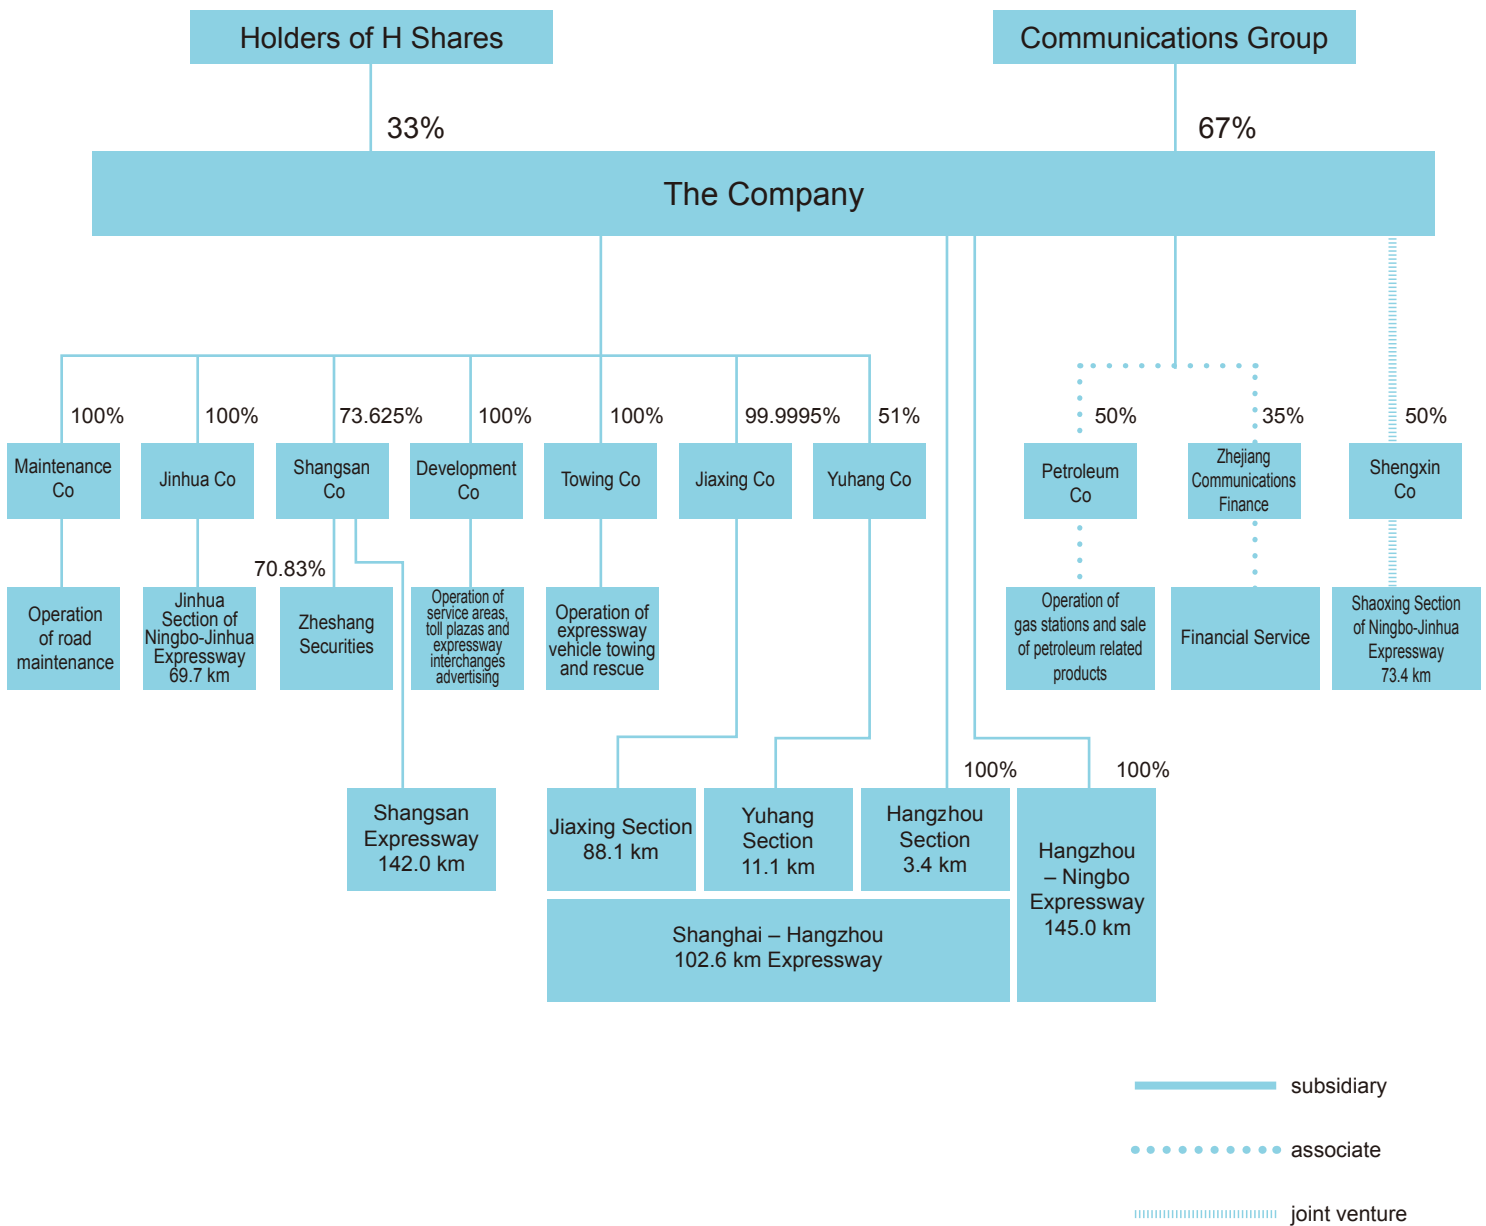 Holders of H Shares
Communications Group
33%
67%
The Company
100%
100%
73.625%
100%
100%
99.9995%
51%
50%
35%
50%
Maintenance
Co
Jinhua Co
Shangsan
Co
Development
Co
Towing Co
Jiaxing Co
Yuhang Co
Petroleum
Co
Zhejiang
Communications
Finance
Shengxin
Co
70.83%
Operation
of road
maintenance
Jinhua
Section of
Ningbo-Jinhua
Expressway
69.7 km
Zheshang
Securities
Operation of
service areas,
toll plazas and
expressway
interchanges
advertising
Operation of
expressway
vehicle towing
and rescue
Operation of
gas stations and sale
of petroleum related
products
Financial Service
Shaoxing Section
of Ningbo-Jinhua
Expressway
73.4 km
100%
100%
Shangsan
Expressway
142.0 km
Jiaxing Section
88.1 km
Yuhang
Section
11.1 km
Hangzhou
Section
3.4 km
Hangzhou
– Ningbo
Expressway
145.0 km
Shanghai – Hangzhou
102.6 km Expressway
subsidiary
associate
joint venture